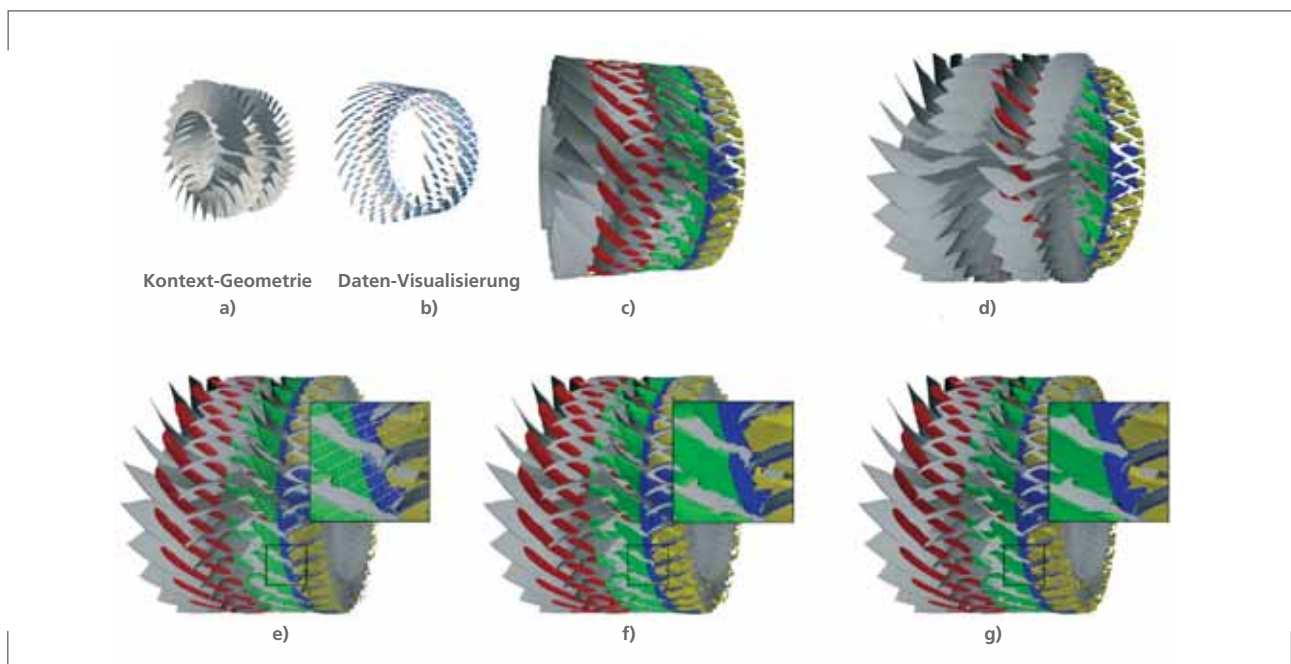 Kontext-Geometrie
Daten-Visualisierung
a)
b)
c)
d)
e)
f)
g)